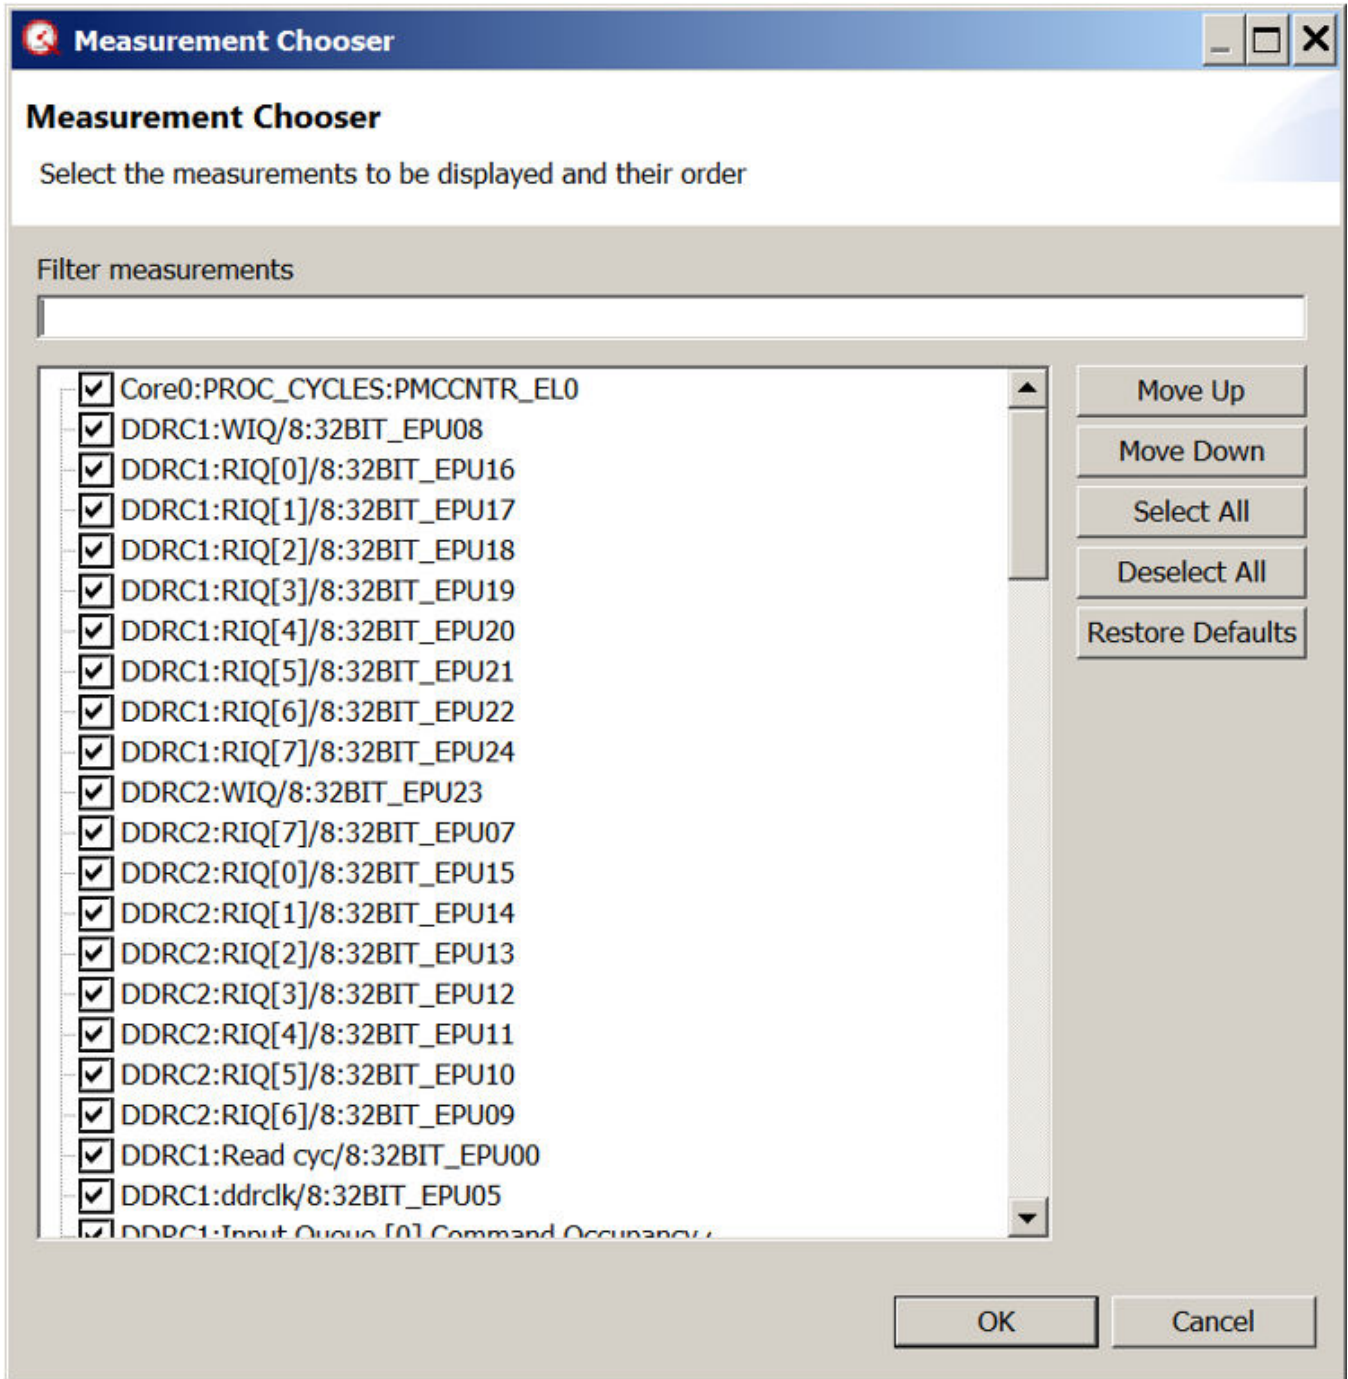 Measurement Chooser
Measurement Chooser
Select the measurements to be displayed and their order
Filter measurements
Core0:PROC_CYCLES:PMCCNTR_EL0
DDRC1:WIQ/8:32BIT_EPU08
DDRC1:RIQ[0]/8:32BIT_EPU16
DDRC1:RIQ[1]/8:32BIT_EPU17
DDRC1:RIQ[2]/8:32BIT_EPU18
DDRC1:RIQ[3]/8:32BIT_EPU19
DDRC1:RIQ[4]/8:32BIT_EPU20
DDRC1:RIQ[5]/8:32BIT_EPU21
DDRC1:RIQ[6]/8:32BIT_EPU22
DDRC1:RIQ[7]/8:32BIT_EPU24
DDRC2:WIQ/8:32BIT_EPU23
DDRC2:RIQ[7]/8:32BIT_EPU07
DDRC2:RIQ[0]/8:32BIT_EPU15
DDRC2:RIQ[1]/8:32BIT_EPU14
DDRC2:RIQ[2]/8:32BIT_EPU13
DDRC2:RIQ[3]/8:32BIT_EPU12
DDRC2:RIQ[4]/8:32BIT_EPU11
DDRC2:RIQ[5]/8:32BIT_EPU10
DDRC2:RIQ[6]/8:32BIT_EPU09
DDRC1:Read cyc/8:32BIT_EPU00
DDRC1:ddrclk/8:32BIT_EPU05
DDRC1:Input Queue [0] Command Occupancy
Move Up
Move Down
Select All
Deselect All
Restore Defaults
OK
Cancel